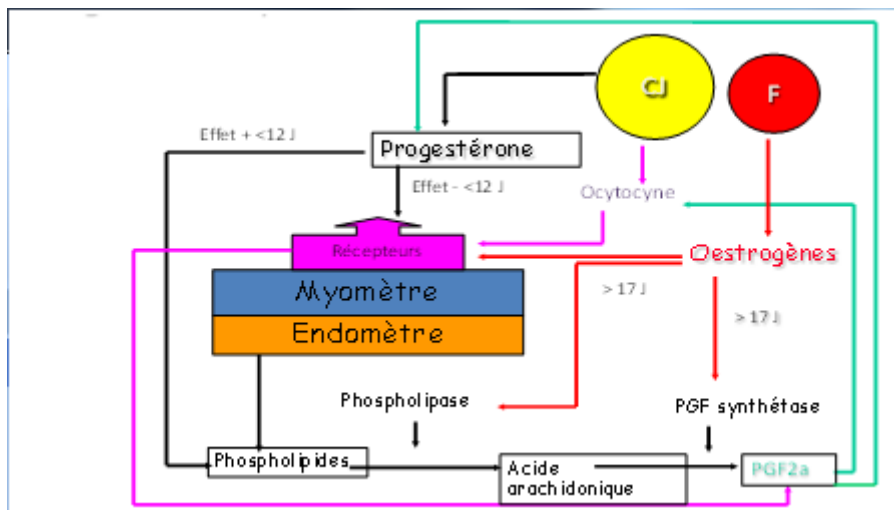 CJ
F
Effet + <12 J
Progestérone
Effet - <12 J
Ocytocyne
Récepteurs
Oestrogènes
Myomètre
> 17 J
> 17 J
Endomètre
Phospholipase
PGF synthétase
Phospholipides
Acide
arachidonique
PGF2a